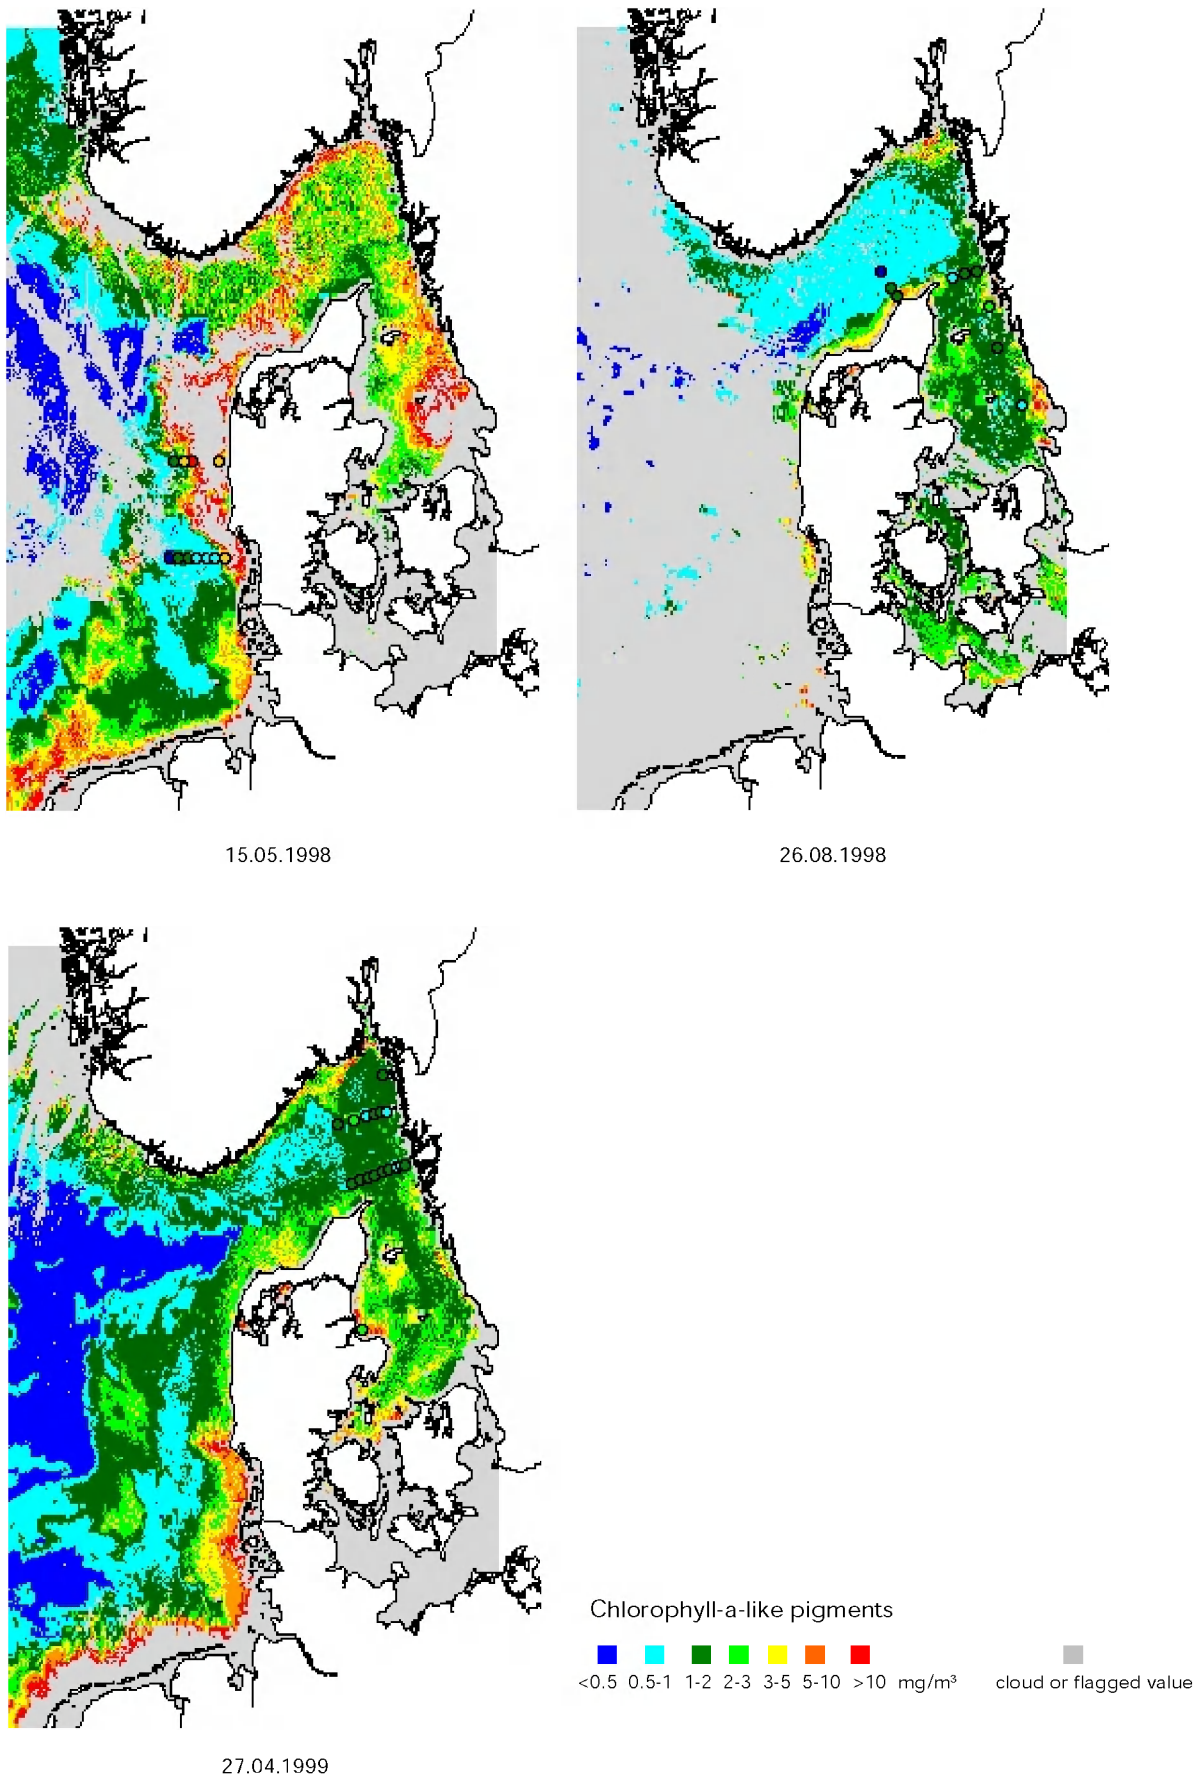 15.05.1998
26.08.1998
Chlorophyll-a-like pigments
<0.5 0.5-1 1-2 2-3 3-5 5-10 >10 mg/m³ cloud or flagged value
27.04.1999